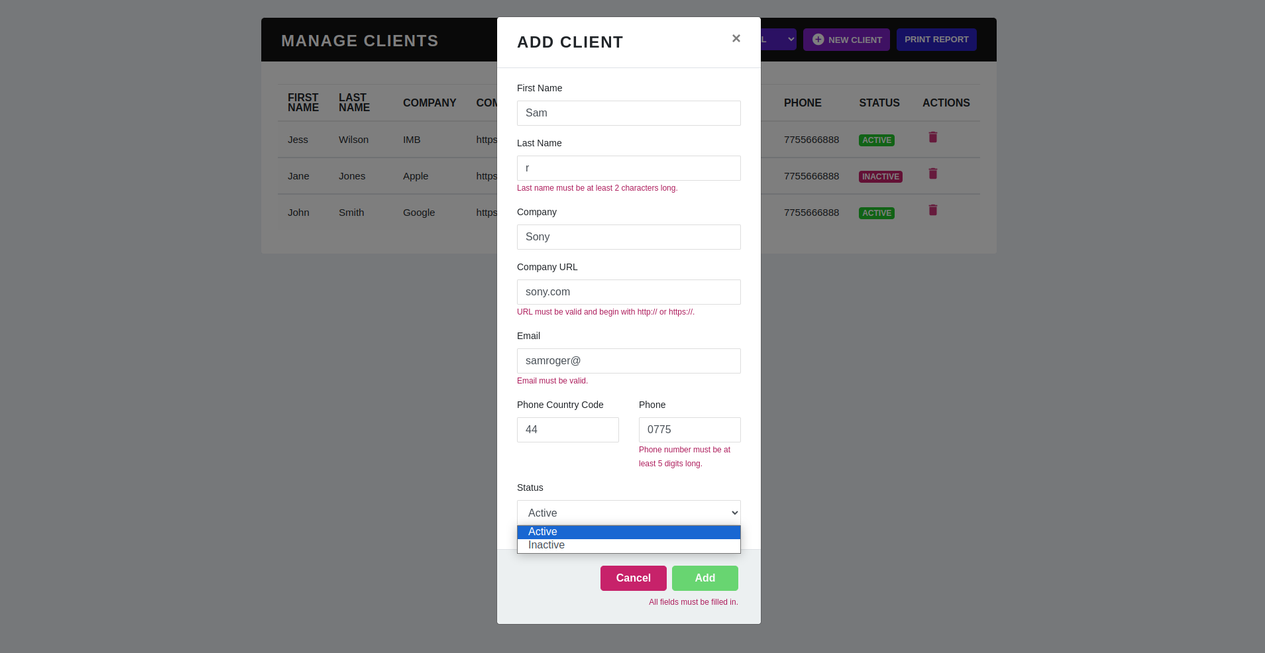 MANAGE CLIENTS
ADD CLIENT ×
L NEW CLIENT PRINT REPORT
FIRST NAME LAST NAME COMPANY COM PHONE STATUS ACTIONS
Jess Wilson IMB https 7755666888 ACTIVE
Jane Jones Apple https 7755666888 INACTIVE
John Smith Google https 7755666888 ACTIVE
First Name
Sam
Last Name
r
Last name must be at least 2 characters long.
Company
Sony
Company URL
sony.com
URL must be valid and begin with http:// or https://.
Email
samroger@
Email must be valid.
Phone Country Code Phone
44 0775
Phone number must be at
least 5 digits long.
Status
Active
Active
Inactive
Cancel Add
All fields must be filled in.